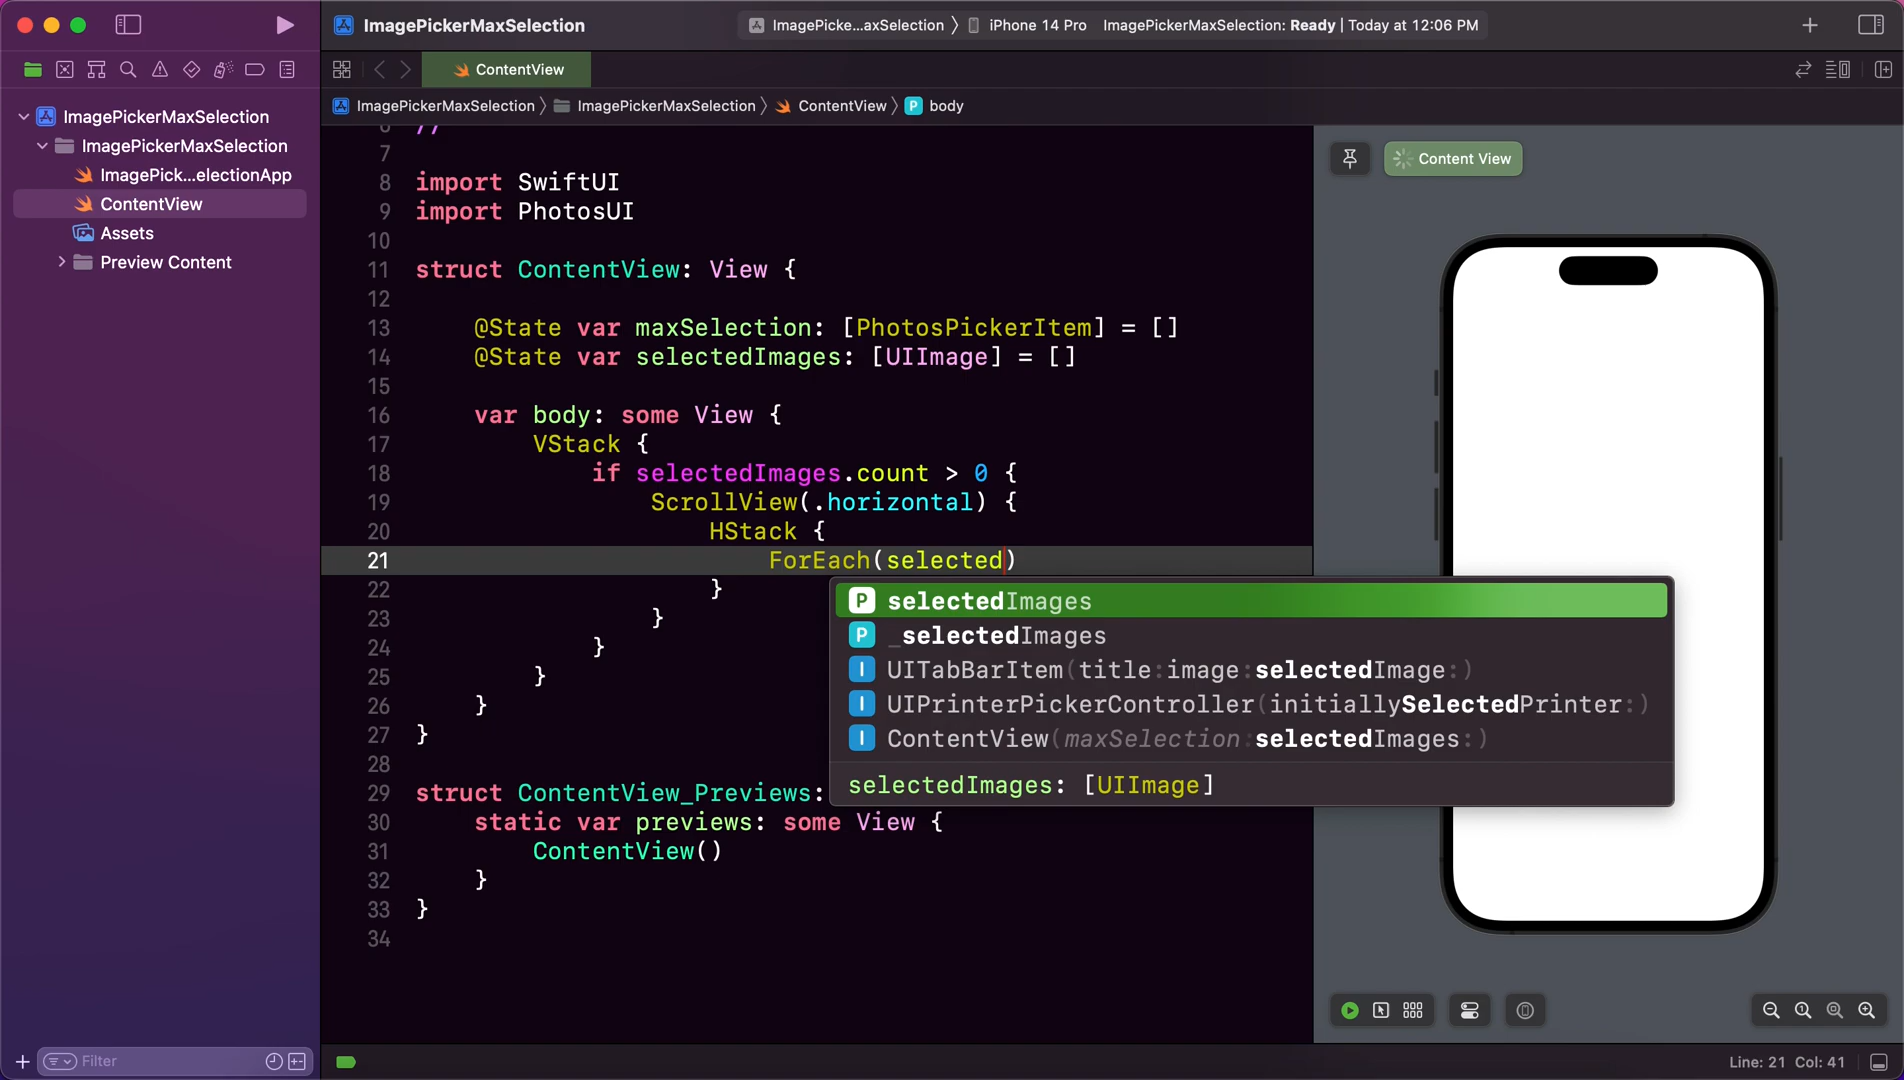 ImagePickerMaxSelection
ImagePicke…axSelection
iPhone 14 Pro
ImagePickerMaxSelection: Ready | Today at 12:06 PM
ContentView
ImagePickerMaxSelection
ImagePickerMaxSelection
ContentView
P body
ImagePickerMaxSelection
ImagePickerMaxSelection
ImagePick...electionApp
ContentView
Assets
Preview Content
Filter
6 //
7
8 import SwiftUI
9 import PhotosUI
10
11 struct ContentView: View {
12
13 @State var maxSelection: [PhotosPickerItem] = []
14 @State var selectedImages: [UIImage] = []
15
16 var body: some View {
17 VStack {
18 if selectedImages.count > 0 {
19 ScrollView(.horizontal) {
20 HStack {
21 ForEach(selected)
22 }
23 }
24 }
25 }
26 }
27 }
28
29 struct ContentView_Previews:
30 static var previews: some View {
31 ContentView()
32 }
33 }
34
P selectedImages
P _selectedImages
I UITabBarItem(title:image:selectedImage:)
I UIPrinterPickerController(initiallySelectedPrinter:)
I ContentView(maxSelection:selectedImages:)
selectedImages: [UIImage]
Content View
Line: 21 Col: 41